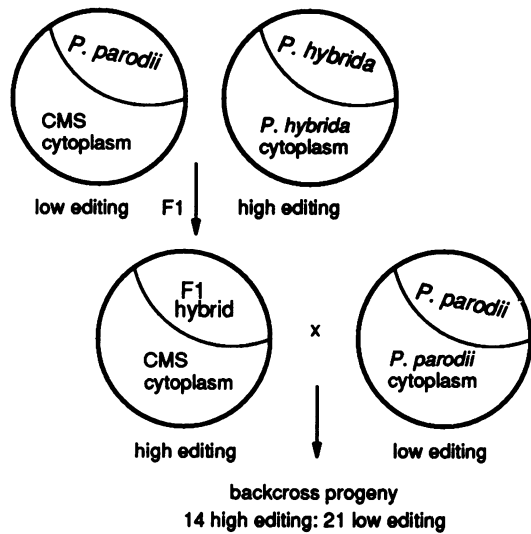 P. parodii
CMS
cytoplasm
low editing
P. hybrida
P. hybrida
cytoplasm
high editing
F1
F1
hybrid
CMS
cytoplasm
high editing
x
P. parodii
P. parodii
cytoplasm
low editing
backcross progeny
14 high editing: 21 low editing